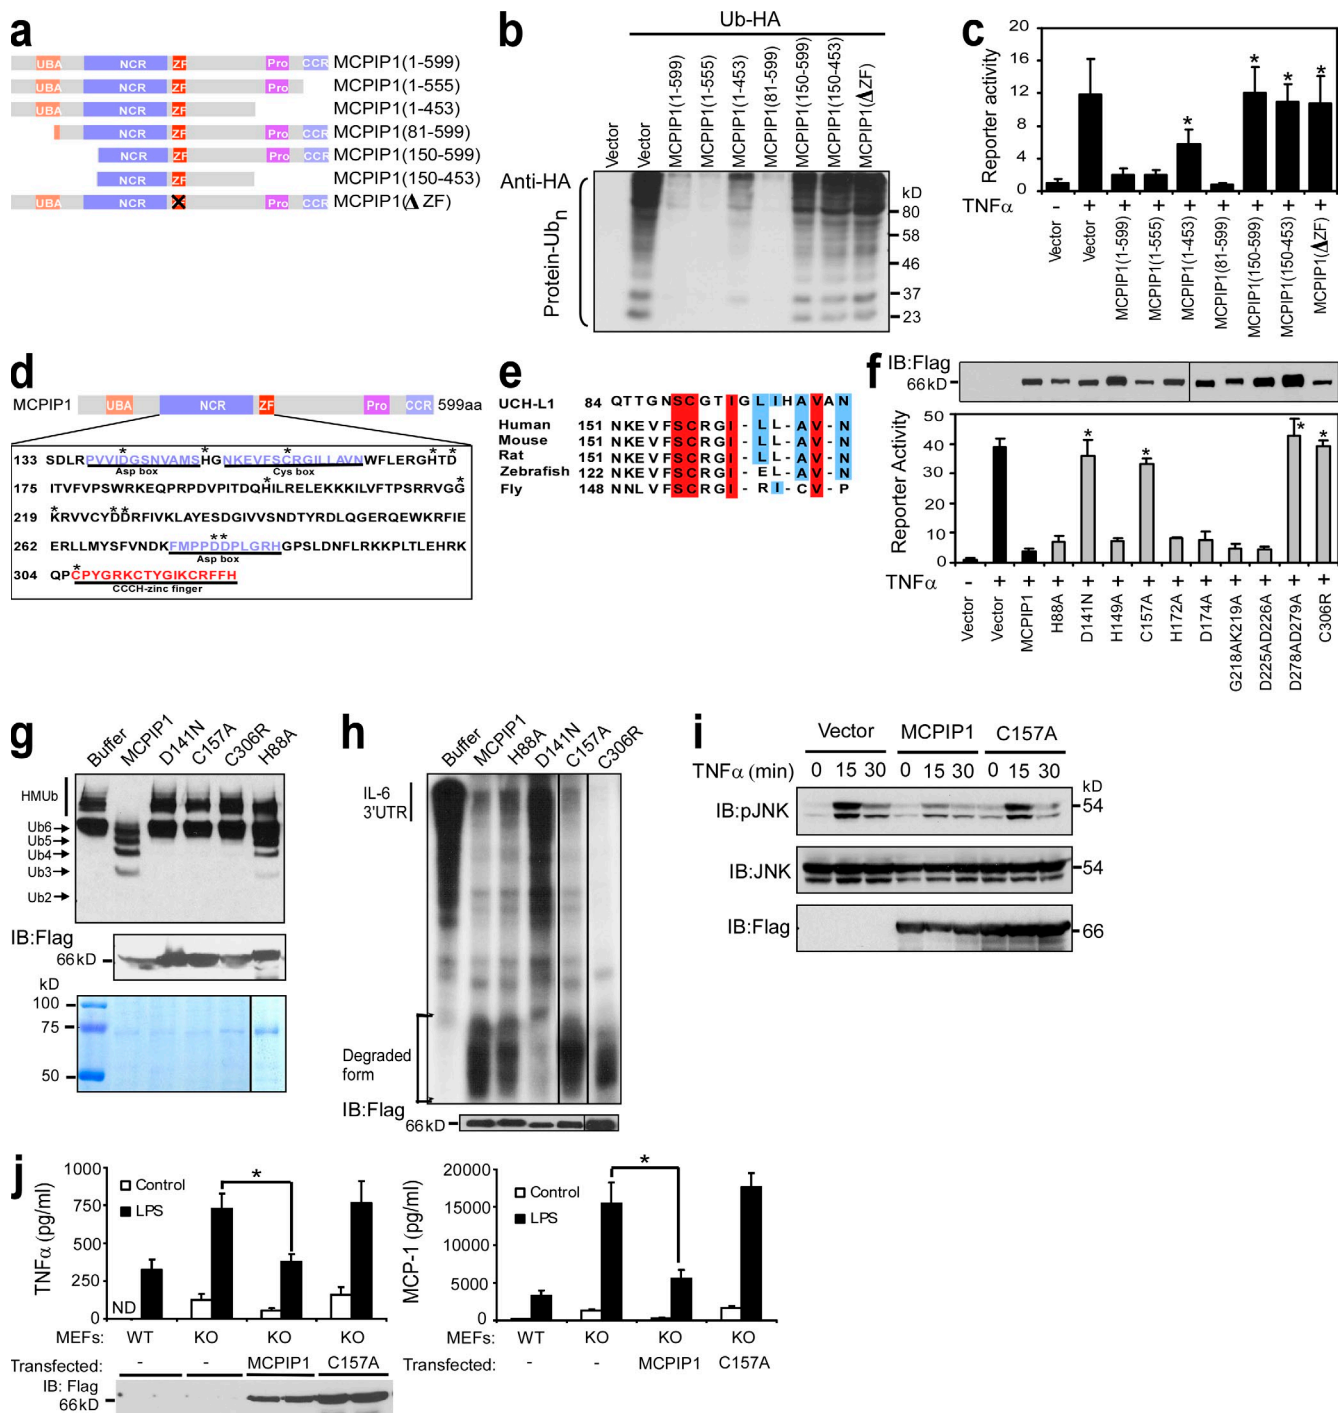 a
UBA NCR ZF Pro CCR MCPIP1(1-599)
UBA NCR ZF Pro MCPIP1(1-555)
UBA NCR ZF MCPIP1(1-453)
NCR ZF Pro CCR MCPIP1(81-599)
NCR ZF Pro CCR MCPIP1(150-599)
NCR ZF MCPIP1(150-453)
UBA NCR ZF Pro CCR MCPIP1(Δ ZF)
b
Ub-HA
Vector
Vector
MCPIP1(1-599)
MCPIP1(1-555)
MCPIP1(1-453)
MCPIP1(81-599)
MCPIP1(150-599)
MCPIP1(150-453)
MCPIP1(ΔZF)
Anti-HA
Protein-Ubn
kD
80
58
46
37
23
c
Reporter activity
20
16
12
8
4
0
* * * *
TNFα - + + + + + + + +
Vector
Vector
MCPIP1(1-599)
MCPIP1(1-555)
MCPIP1(1-453)
MCPIP1(81-599)
MCPIP1(150-599)
MCPIP1(150-453)
MCPIP1(ΔZF)
d
MCPIP1 UBA NCR ZF Pro CCR 599aa
* * * * *
133 SDLRPVVIDGSNVAMSHGNKEVFSCRGILLAVNWFLERGHTD
Asp box Cys box
* *
175 ITVFVPSWRKEQPRPDVPITDQHILRELEKKKILVFTPSRRVGG
* * *
219 KRVVCYDDRFIVKLAYESDGIVVSNDTYRDLQGERQEWKRFIE
* *
262 ERLLMYSFVNDKFMPPDDPLGRHGPSLDNFLRKKPLTLEHRK
Asp box
*
304 QPCPYGRKCTYGIKCRFFH
CCCH-zinc finger
e
UCH-L1 84 QTTGNSCGTIGLIHAVAN
Human 151 NKEVFSCRGI-LL-AV-N
Mouse 151 NKEVFSCRGI-LL-AV-N
Rat 151 NKEVFSCRGI-LL-AV-N
Zebrafish 122 NKEVFSCRGI-EL-AV-N
Fly 148 NNLVFSCRGI-RI-CV-P
f
IB:Flag
66kD
Reporter Activity
50
40
30
20
10
0
* * * *
TNFα - + + + + + + + + + + + +
Vector
Vector
MCPIP1
H88A
D141N
H149A
C157A
H172A
D174A
G218AK219A
D225AD226A
D278AD279A
C306R
g
Buffer
MCPIP1
D141N
C157A
C306R
H88A
HMUb
Ub6
Ub5
Ub4
Ub3
Ub2
IB:Flag
66kD
kD
100
75
50
h
Buffer
MCPIP1
H88A
D141N
C157A
C306R
IL-6
3'UTR
Degraded
form
IB:Flag
66kD
i
Vector MCPIP1 C157A
TNFα (min) 0 15 30 0 15 30 0 15 30
kD
IB:pJNK 54
IB:JNK 54
IB:Flag 66
j
TNFα (pg/ml)
1000
750
500
250
0
Control
LPS
*
ND
MEFs: WT KO KO KO
Transfected: - - MCPIP1 C157A
IB: Flag
66kD
MCP-1 (pg/ml)
20000
15000
10000
5000
0
Control
LPS
*
MEFs: WT KO KO KO
Transfected: - - MCPIP1 C157A